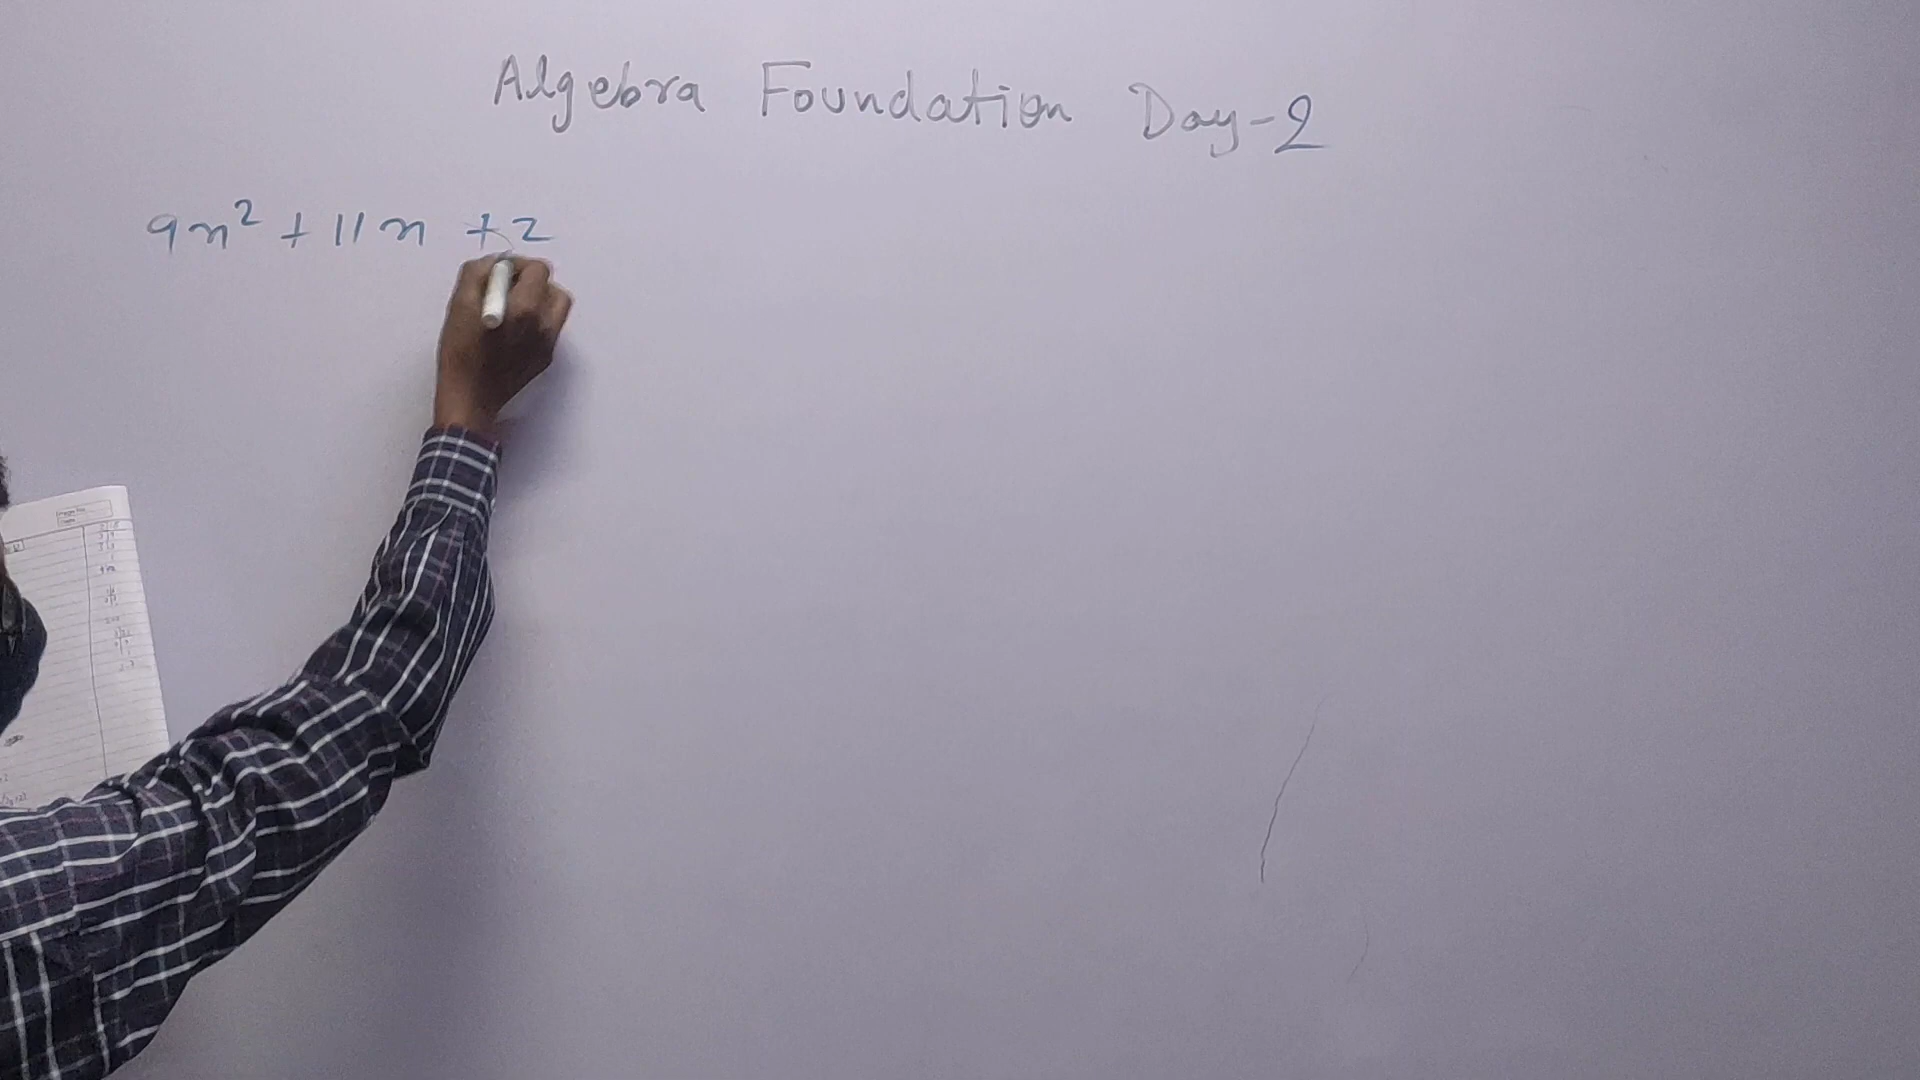 Algebra Foundation Day-2
9x² + 11x + 2